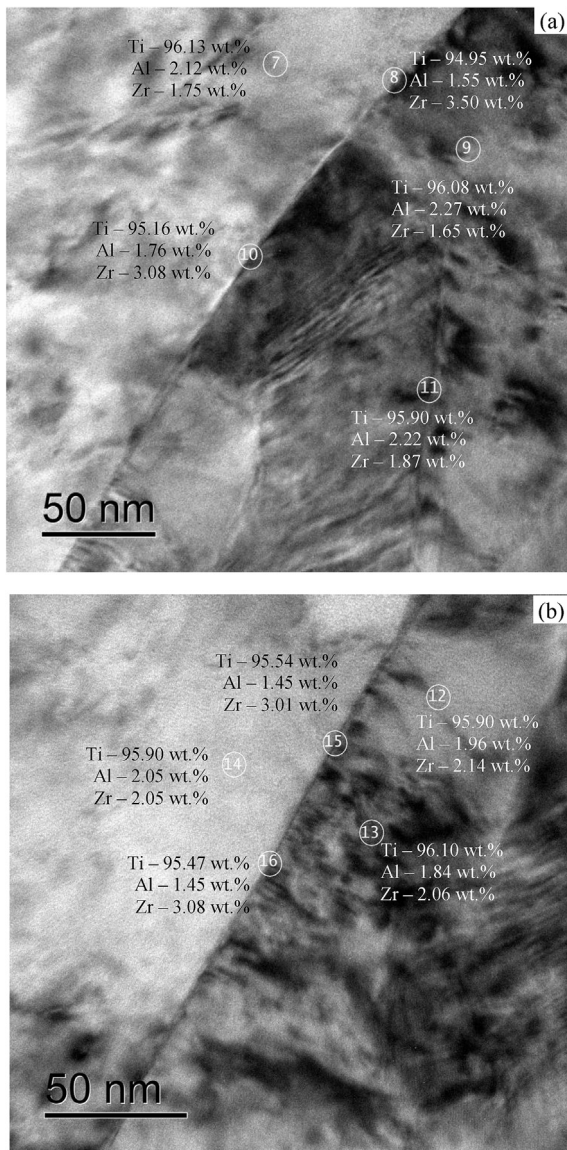 (a)
7
Ti – 96.13 wt.%
Al – 2.12 wt.%
Zr – 1.75 wt.%
8
Ti – 94.95 wt.%
Al – 1.55 wt.%
Zr – 3.50 wt.%
9
Ti – 96.08 wt.%
Al – 2.27 wt.%
Zr – 1.65 wt.%
Ti – 95.16 wt.%
Al – 1.76 wt.%
Zr – 3.08 wt.%
10
11
Ti – 95.90 wt.%
Al – 2.22 wt.%
Zr – 1.87 wt.%
50 nm
(b)
Ti – 95.54 wt.%
Al – 1.45 wt.%
Zr – 3.01 wt.%
15
12
Ti – 95.90 wt.%
Al – 1.96 wt.%
Zr – 2.14 wt.%
Ti – 95.90 wt.%
Al – 2.05 wt.%
Zr – 2.05 wt.%
14
13
Ti – 96.10 wt.%
Al – 1.84 wt.%
Zr – 2.06 wt.%
Ti – 95.47 wt.%
Al – 1.45 wt.%
Zr – 3.08 wt.%
16
50 nm